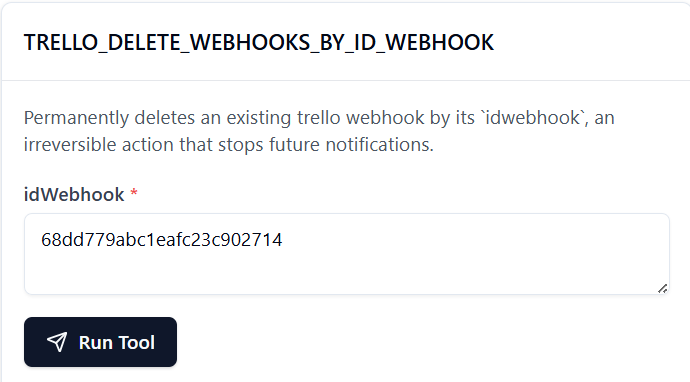 TRELLO_DELETE_WEBHOOKS_BY_ID_WEBHOOK
Permanently deletes an existing trello webhook by its `idwebhook`, an
irreversible action that stops future notifications.
idWebhook *
68dd779abc1eafc23c902714
Run Tool